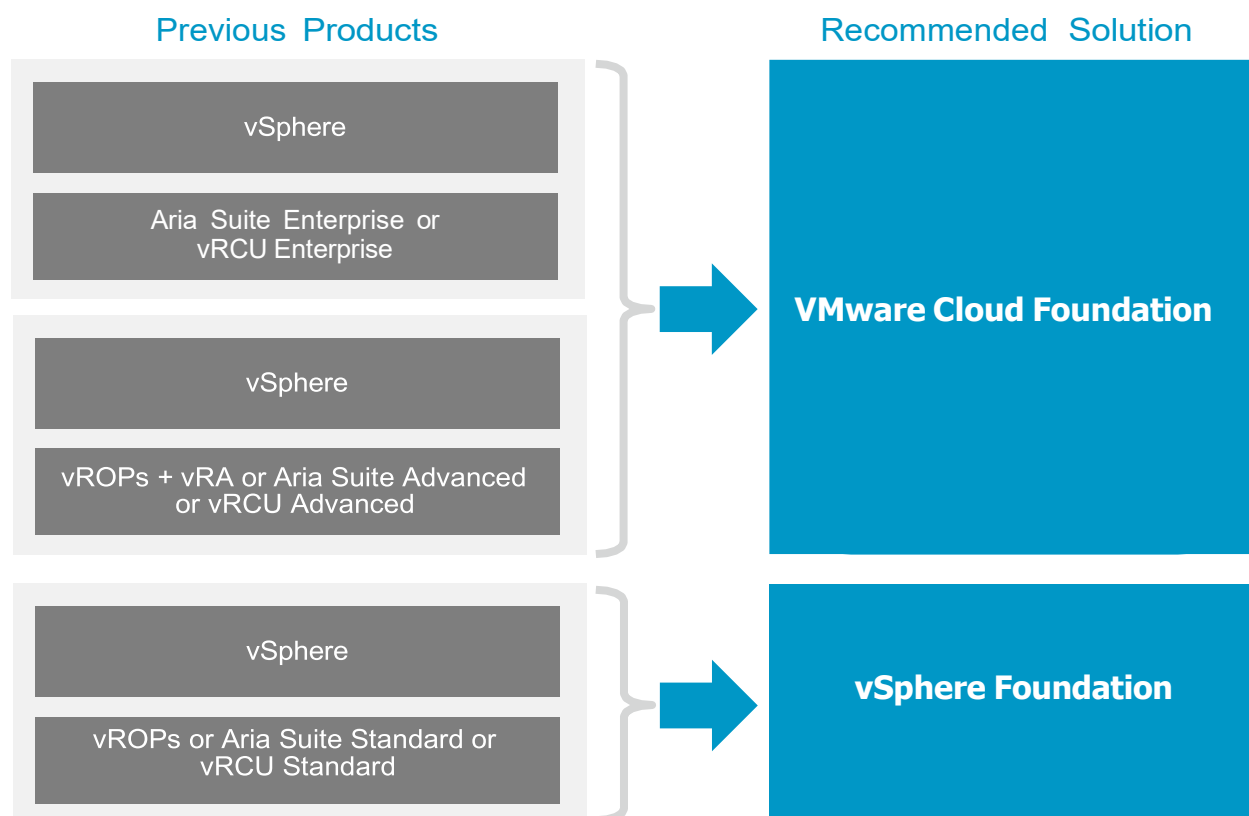 Previous Products
Recommended Solution
vSphere
Aria Suite Enterprise or
vRCU Enterprise
vSphere
vROPs + vRA or Aria Suite Advanced
or vRCU Advanced
VMware Cloud Foundation
vSphere
vROPs or Aria Suite Standard or
vRCU Standard
vSphere Foundation